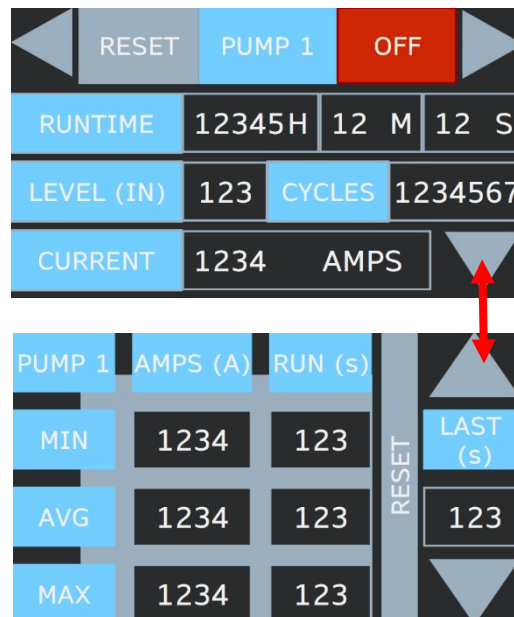 RESET PUMP 1 OFF
RUNTIME 12345H 12 M 12 S
LEVEL (IN) 123 CYCLES 1234567
CURRENT 1234 AMPS
PUMP 1 AMPS (A) RUN (s)
MIN 1234 123
AVG 1234 123
MAX 1234 123
RESET
LAST
(s)
123